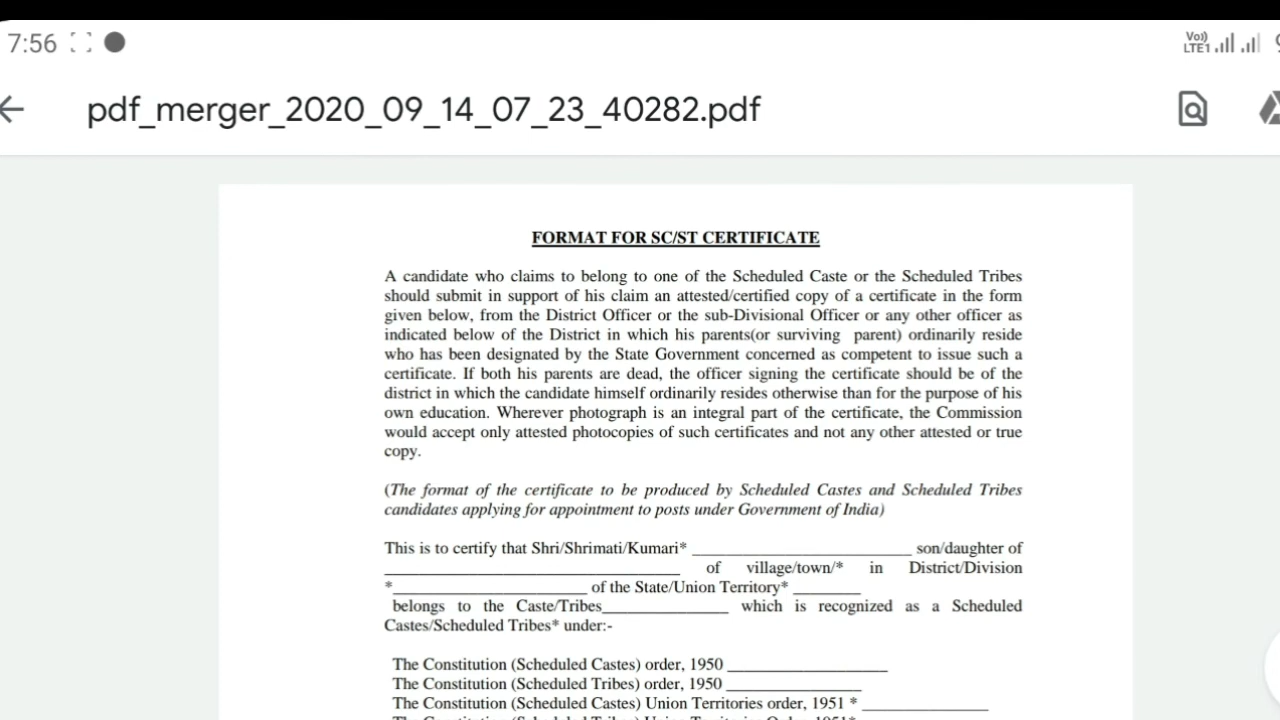 7:56
Vo)) LTE1
pdf_merger_2020_09_14_07_23_40282.pdf
FORMAT FOR SC/ST CERTIFICATE
A candidate who claims to belong to one of the Scheduled Caste or the Scheduled Tribes
should submit in support of his claim an attested/certified copy of a certificate in the form
given below, from the District Officer or the sub-Divisional Officer or any other officer as
indicated below of the District in which his parents(or surviving parent) ordinarily reside
who has been designated by the State Government concerned as competent to issue such a
certificate. If both his parents are dead, the officer signing the certificate should be of the
district in which the candidate himself ordinarily resides otherwise than for the purpose of his
own education. Wherever photograph is an integral part of the certificate, the Commission
would accept only attested photocopies of such certificates and not any other attested or true
copy.
(The format of the certificate to be produced by Scheduled Castes and Scheduled Tribes
candidates applying for appointment to posts under Government of India)
This is to certify that Shri/Shrimati/Kumari* __________________________ son/daughter of
___________________________________ of village/town/* in District/Division
*_______________________ of the State/Union Territory* ________
belongs to the Caste/Tribes_______________ which is recognized as a Scheduled
Castes/Scheduled Tribes* under:-
The Constitution (Scheduled Castes) order, 1950 ___________________
The Constitution (Scheduled Tribes) order, 1950 ________________
The Constitution (Scheduled Castes) Union Territories order, 1951 * _______________